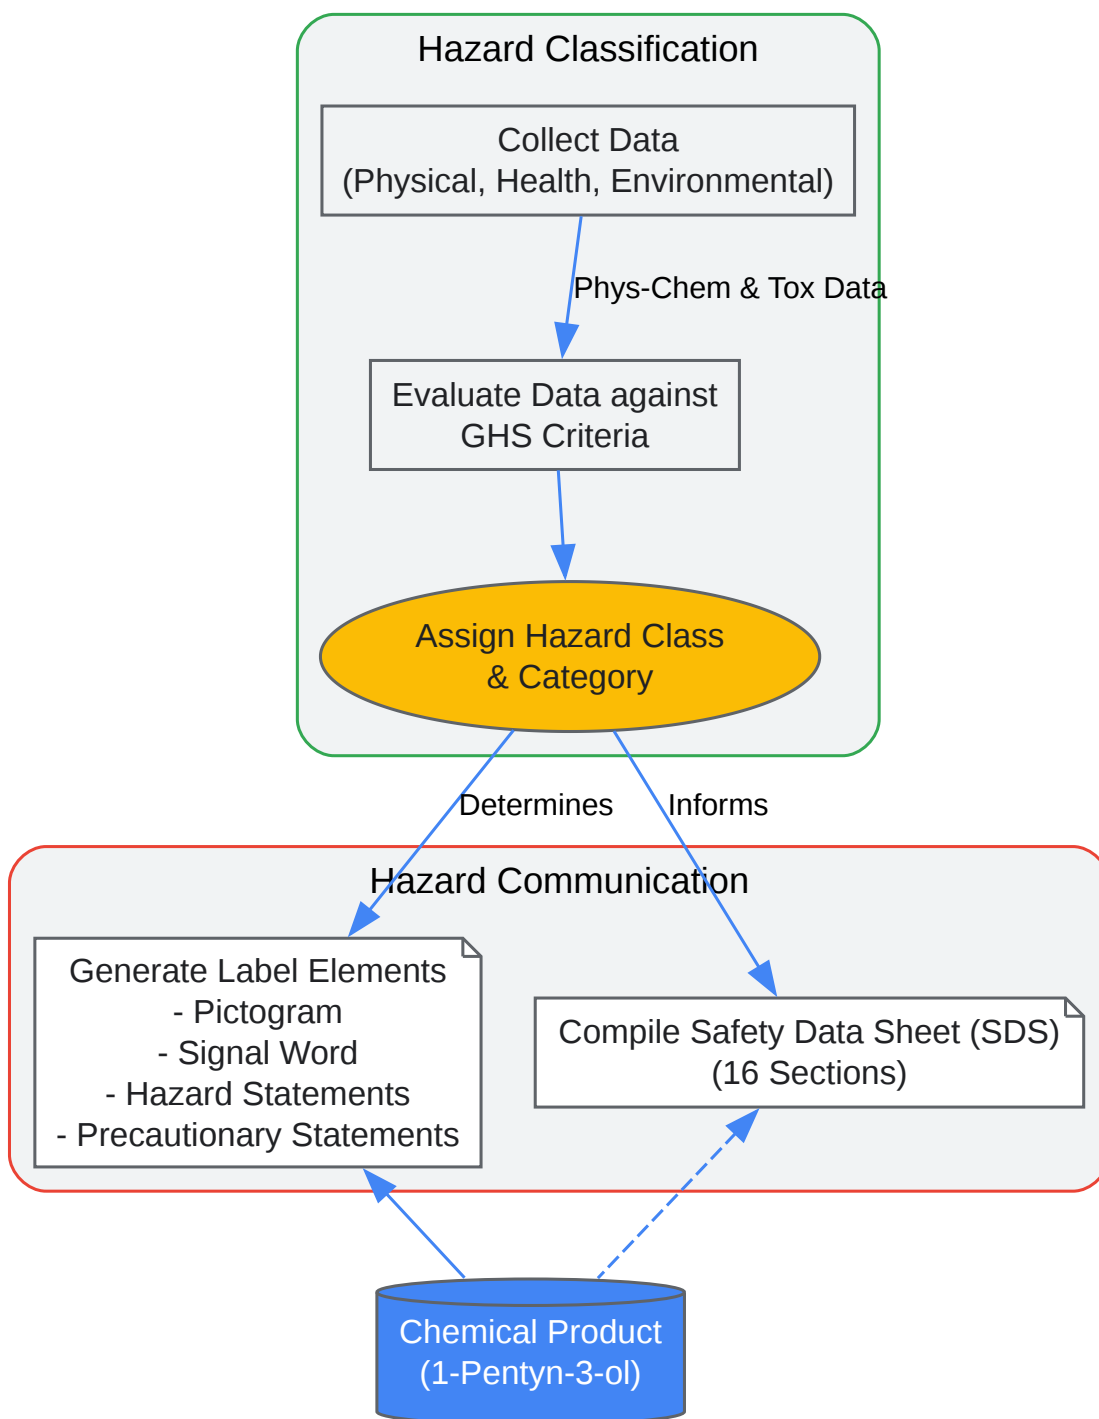 Hazard Classification
Collect Data
(Physical, Health, Environmental)
Phys-Chem & Tox Data
Evaluate Data against
GHS Criteria
Assign Hazard Class
& Category
Determines
Informs
Hazard Communication
Generate Label Elements
- Pictogram
- Signal Word
- Hazard Statements
- Precautionary Statements
Compile Safety Data Sheet (SDS)
(16 Sections)
Chemical Product
(1-Pentyn-3-ol)